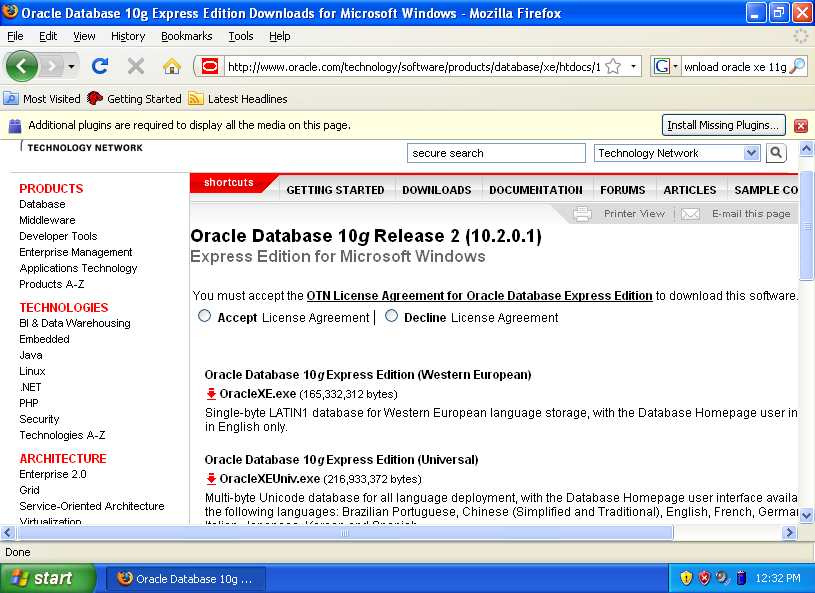 Oracle Database 10g Express Edition Downloads for Microsoft Windows - Mozilla Firefox
File Edit View History Bookmarks Tools Help
http://www.oracle.com/technology/software/products/database/xe/htdocs/1
G
wnload oracle xe 11g
Most Visited Getting Started Latest Headlines
Additional plugins are required to display all the media on this page.
Install Missing Plugins...
TECHNOLOGY NETWORK
secure search
Technology Network
shortcuts
GETTING STARTED DOWNLOADS DOCUMENTATION FORUMS ARTICLES SAMPLE CO
Printer View E-mail this page
PRODUCTS
Database
Middleware
Developer Tools
Enterprise Management
Applications Technology
Products A-Z
TECHNOLOGIES
BI & Data Warehousing
Embedded
Java
Linux
.NET
PHP
Security
Technologies A-Z
ARCHITECTURE
Enterprise 2.0
Grid
Service-Oriented Architecture
Virtualization
Oracle Database 10g Release 2 (10.2.0.1)
Express Edition for Microsoft Windows
You must accept the OTN License Agreement for Oracle Database Express Edition to download this software.
Accept License Agreement | Decline License Agreement
Oracle Database 10g Express Edition (Western European)
OracleXE.exe (165,332,312 bytes)
Single-byte LATIN1 database for Western European language storage, with the Database Homepage user in
in English only.
Oracle Database 10g Express Edition (Universal)
OracleXEUniv.exe (216,933,372 bytes)
Multi-byte Unicode database for all language deployment, with the Database Homepage user interface availa
the following languages: Brazilian Portuguese, Chinese (Simplified and Traditional), English, French, German
Italian, Japanese, Korean and Spanish
Done
start
Oracle Database 10g ...
12:32 PM